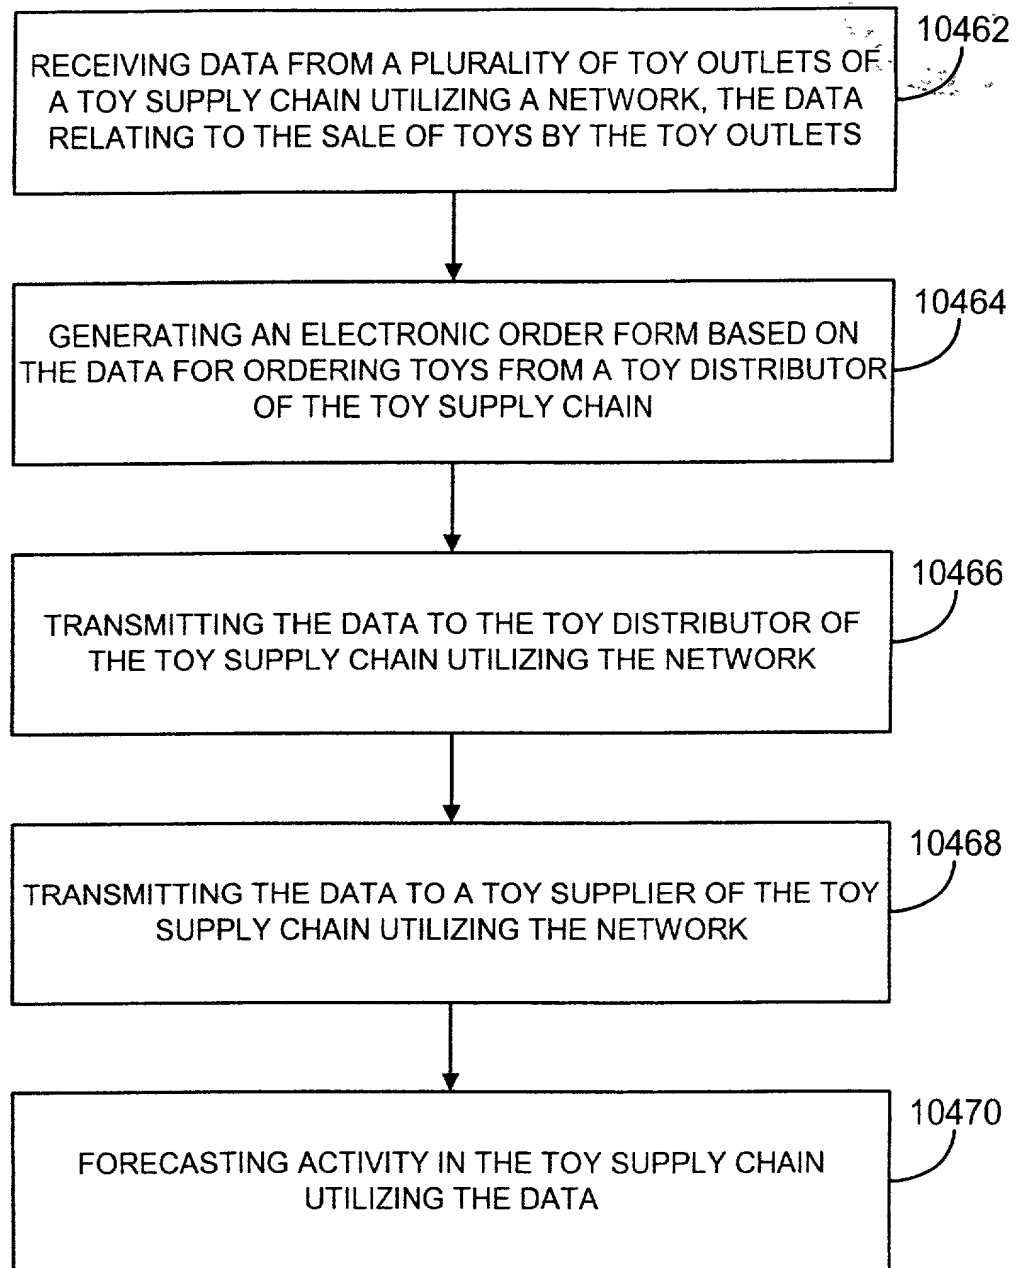 10462
RECEIVING DATA FROM A PLURALITY OF TOY OUTLETS OF
A TOY SUPPLY CHAIN UTILIZING A NETWORK, THE DATA
RELATING TO THE SALE OF TOYS BY THE TOY OUTLETS
10464
GENERATING AN ELECTRONIC ORDER FORM BASED ON
THE DATA FOR ORDERING TOYS FROM A TOY DISTRIBUTOR
OF THE TOY SUPPLY CHAIN
10466
TRANSMITTING THE DATA TO THE TOY DISTRIBUTOR OF
THE TOY SUPPLY CHAIN UTILIZING THE NETWORK
10468
TRANSMITTING THE DATA TO A TOY SUPPLIER OF THE TOY
SUPPLY CHAIN UTILIZING THE NETWORK
10470
FORECASTING ACTIVITY IN THE TOY SUPPLY CHAIN
UTILIZING THE DATA